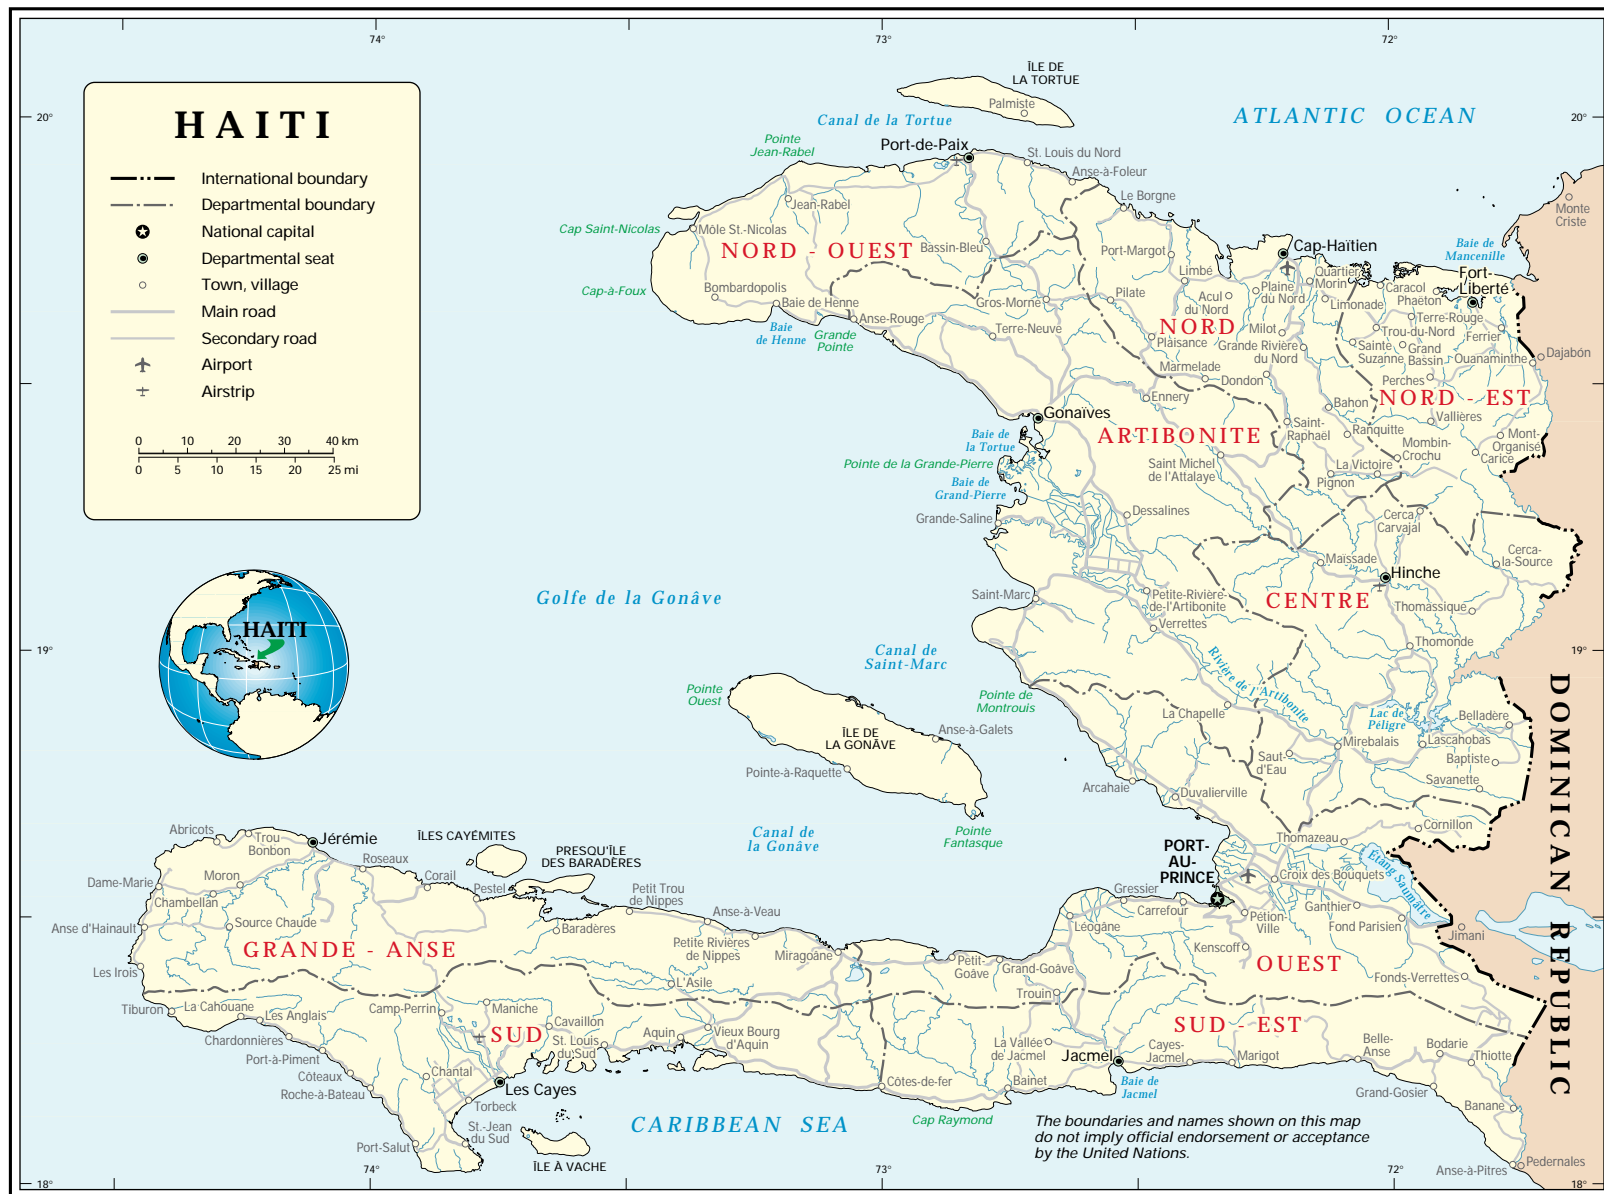 74°
73°
72°
20°
20°
19°
19°
18°
18°
74°
73°
72°
HAITI
International boundary
Departmental boundary
National capital
Departmental seat
Town, village
Main road
Secondary road
Airport
Airstrip
0 10 20 30 40 km
0 5 10 15 20 25 mi
HAITI
ÎLE DE
LA TORTUE
Palmiste
ATLANTIC OCEAN
Canal de la Tortue
Pointe
Jean-Rabel
Port-de-Paix
St. Louis du Nord
Anse-à-Foleur
Le Borgne
Monte
Criste
Jean-Rabel
Cap Saint-Nicolas
Môle St.-Nicolas
NORD - OUEST
Bassin-Bleu
Port-Margot
Cap-Haïtien
Baie de
Mancenille
Fort-
Liberté
Limbé
Quartier
Morin
Caracol
Phaëton
Cap-à-Foux
Bombardopolis
Baie de Henne
Baie
de Henne
Grande
Pointe
Anse-Rouge
Gros-Morne
Pilate
Acul
du Nord
Plaine
du Nord
Limonade
Terre-Rouge
Terre-Neuve
NORD
Milot
Trou-du-Nord
Ferrier
Plaisance
Grande Rivière
du Nord
Sainte
Suzanne
Grand
Bassin
Ouanaminthe
Dajabón
Marmelade
Dondon
Perches
Ennery
NORD - EST
Bahon
Vallières
Gonaïves
ARTIBONITE
Saint-
Raphaël
Ranquitte
Mombin-
Crochu
Mont-
Organisé
Carice
Baie de
la Tortue
Pointe de la Grande-Pierre
Baie de
Grand-Pierre
Saint Michel
de l'Attalaye
La Victoire
Pignon
Grande-Saline
Dessalines
Cerca
Carvajal
Maïssade
Cerca-
la-Source
Hinche
Golfe de la Gonâve
Saint-Marc
Petite-Rivière-
de-l'Artibonite
Verrettes
CENTRE
Thomassique
Thomonde
Canal de
Saint-Marc
Rivière de l'Artibonite
Pointe
Ouest
Pointe de
Montrouis
La Chapelle
Lac de
Péligre
Belladère
ÎLE DE
LA GONÂVE
Anse-à-Galets
Mirebalais
Lascahobas
Saut-
d'Eau
Baptiste
Pointe-à-Raquette
Savanette
Arcahaie
Duvalierville
DOMINICAN REPUBLIC
Canal de
la Gonâve
Pointe
Fantasque
Thomazeau
Cornillon
PORT-
AU-
PRINCE
Étang Saumâtre
Croix des Bouquets
Abricots
Trou
Bonbon
Jérémie
ÎLES CAYÉMITES
PRESQU'ÎLE
DES BARADÈRES
Roseaux
Dame-Marie
Moron
Corail
Pestel
Petit Trou
de Nippes
Anse-à-Veau
Gressier
Carrefour
Ganthier
Chambellan
Anse d'Hainault
Source Chaude
Baradères
Petite Rivières
de Nippes
Miragoâne
Léogâne
Pétion-
Ville
Fond Parisien
Jimani
GRANDE - ANSE
Kenscoff
OUEST
Les Irois
L'Asile
Petit-
Goâve
Grand-Goâve
Fonds-Verrettes
Trouin
Tiburon
La Cahouane
Les Anglais
Camp-Perrin
Maniche
Cavaillon
SUD
Aquin
Vieux Bourg
d'Aquin
SUD - EST
Chardonnières
St. Louis
du Sud
La Vallée
de Jacmel
Jacmel
Cayes-
Jacmel
Marigot
Belle-
Anse
Bodarie
Thiotte
Port-à-Piment
Côteaux
Chantal
Les Cayes
Côtes-de-fer
Bainet
Baie de
Jacmel
Grand-Gosier
Roche-à-Bateau
Torbeck
Banane
St.-Jean
du Sud
Port-Salut
ÎLE À VACHE
CARIBBEAN SEA
Cap Raymond
The boundaries and names shown on this map
do not imply official endorsement or acceptance
by the United Nations.
Anse-à-Pitres
Pedernales